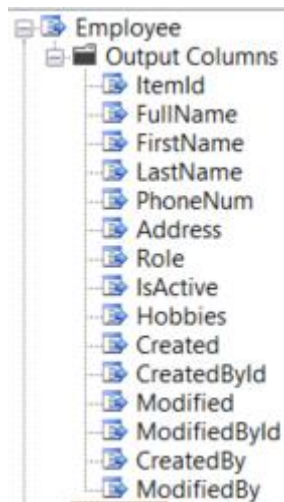 Employee
Output Columns
ItemId
FullName
FirstName
LastName
PhoneNum
Address
Role
IsActive
Hobbies
Created
CreatedById
Modified
ModifiedById
CreatedBy
ModifiedBy